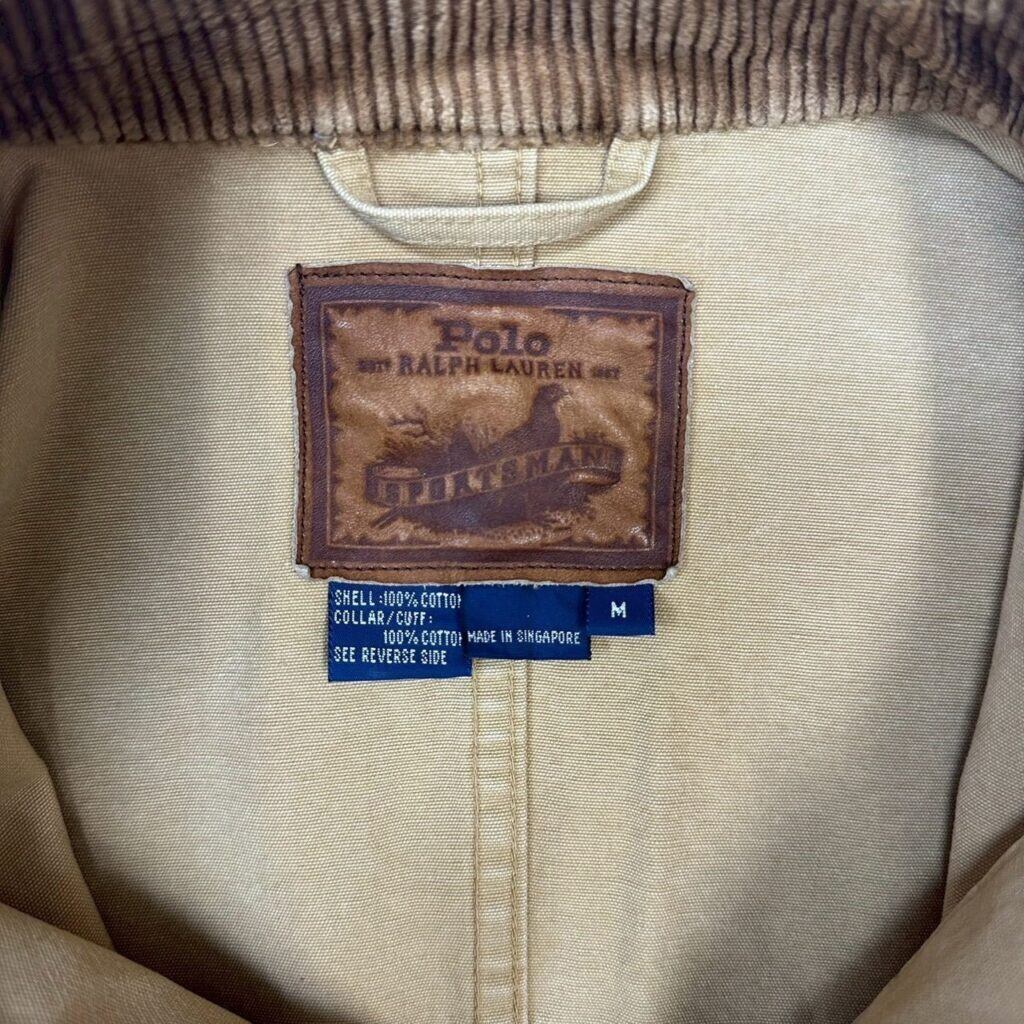 Polo
RALPH LAUREN
SPORTSMAN
SHELL:100% COTTON
COLLAR/CUFF:
100% COTTON
SEE REVERSE SIDE
MADE IN SINGAPORE
M